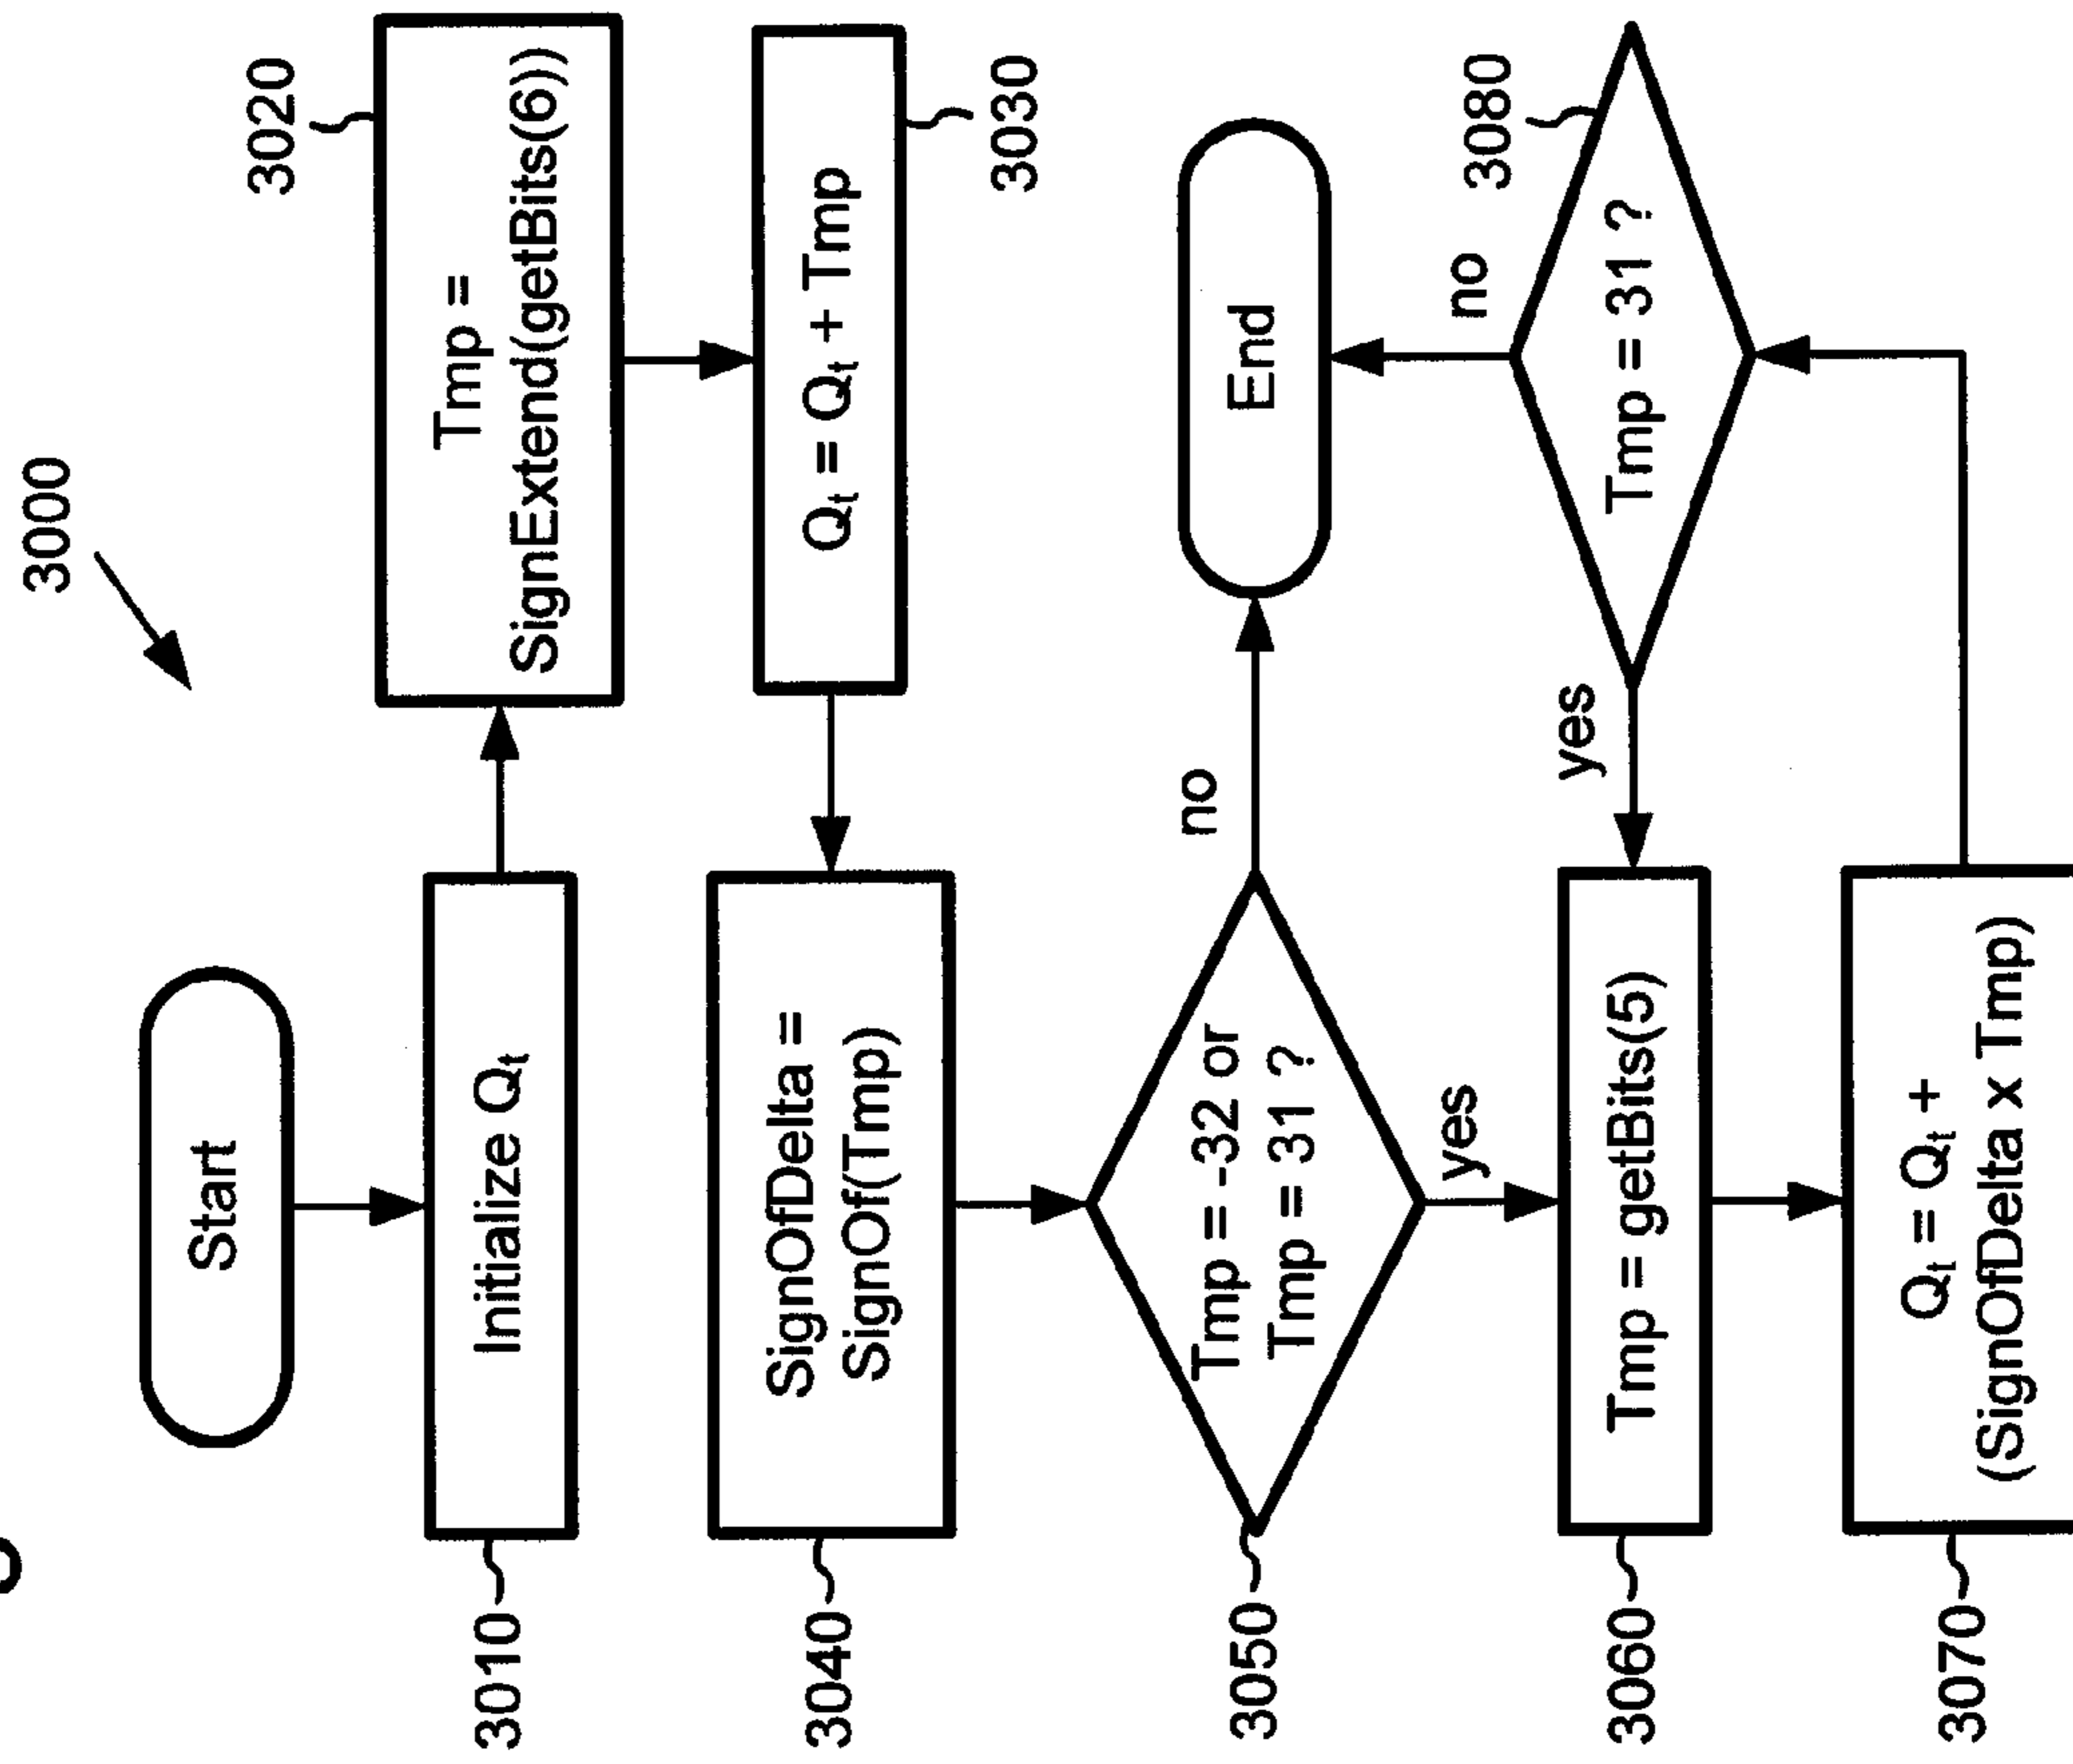 3000
Start
3010
Initialize Qt
3020
Tmp =
SignExtend(getBits(6))
3030
Qt = Qt + Tmp
3040
SignOfDelta =
SignOf(Tmp)
3050
Tmp = -32 or
Tmp = 31 ?
no
End
yes
3060
Tmp = getBits(5)
3070
Qt = Qt +
(SignOfDelta x Tmp)
3080
Tmp = 31 ?
no
yes